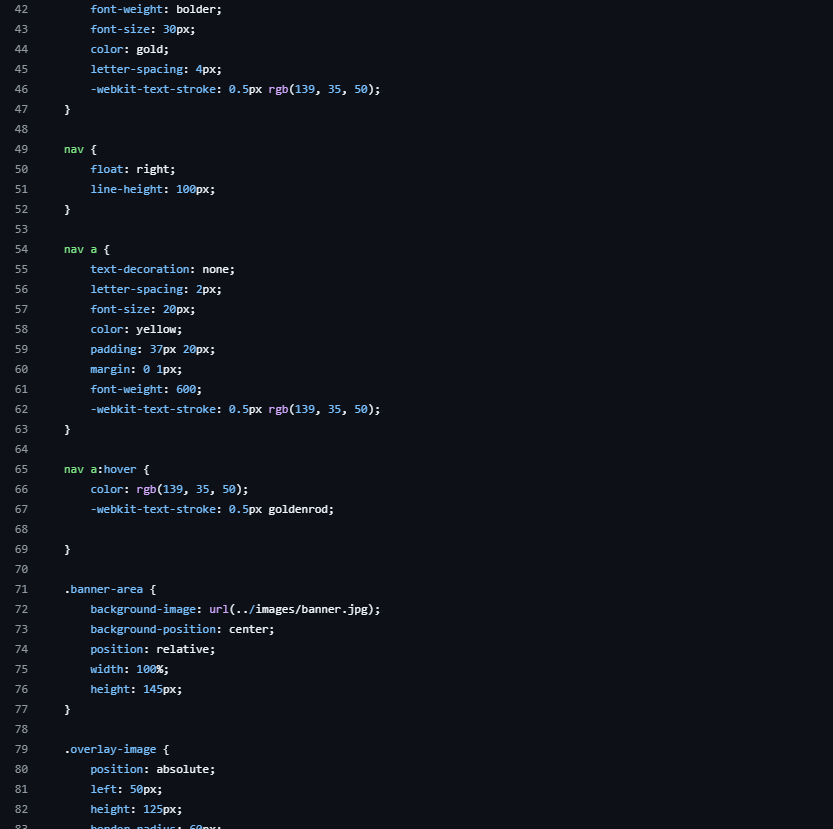 42 font-weight: bolder;
43 font-size: 30px;
44 color: gold;
45 letter-spacing: 4px;
46 -webkit-text-stroke: 0.5px rgb(139, 35, 50);
47 }
48
49 nav {
50 float: right;
51 line-height: 100px;
52 }
53
54 nav a {
55 text-decoration: none;
56 letter-spacing: 2px;
57 font-size: 20px;
58 color: yellow;
59 padding: 37px 20px;
60 margin: 0 1px;
61 font-weight: 600;
62 -webkit-text-stroke: 0.5px rgb(139, 35, 50);
63 }
64
65 nav a:hover {
66 color: rgb(139, 35, 50);
67 -webkit-text-stroke: 0.5px goldenrod;
68
69 }
70
71 .banner-area {
72 background-image: url(../images/banner.jpg);
73 background-position: center;
74 position: relative;
75 width: 100%;
76 height: 145px;
77 }
78
79 .overlay-image {
80 position: absolute;
81 left: 50px;
82 height: 125px;
83 border-radius: 60px;